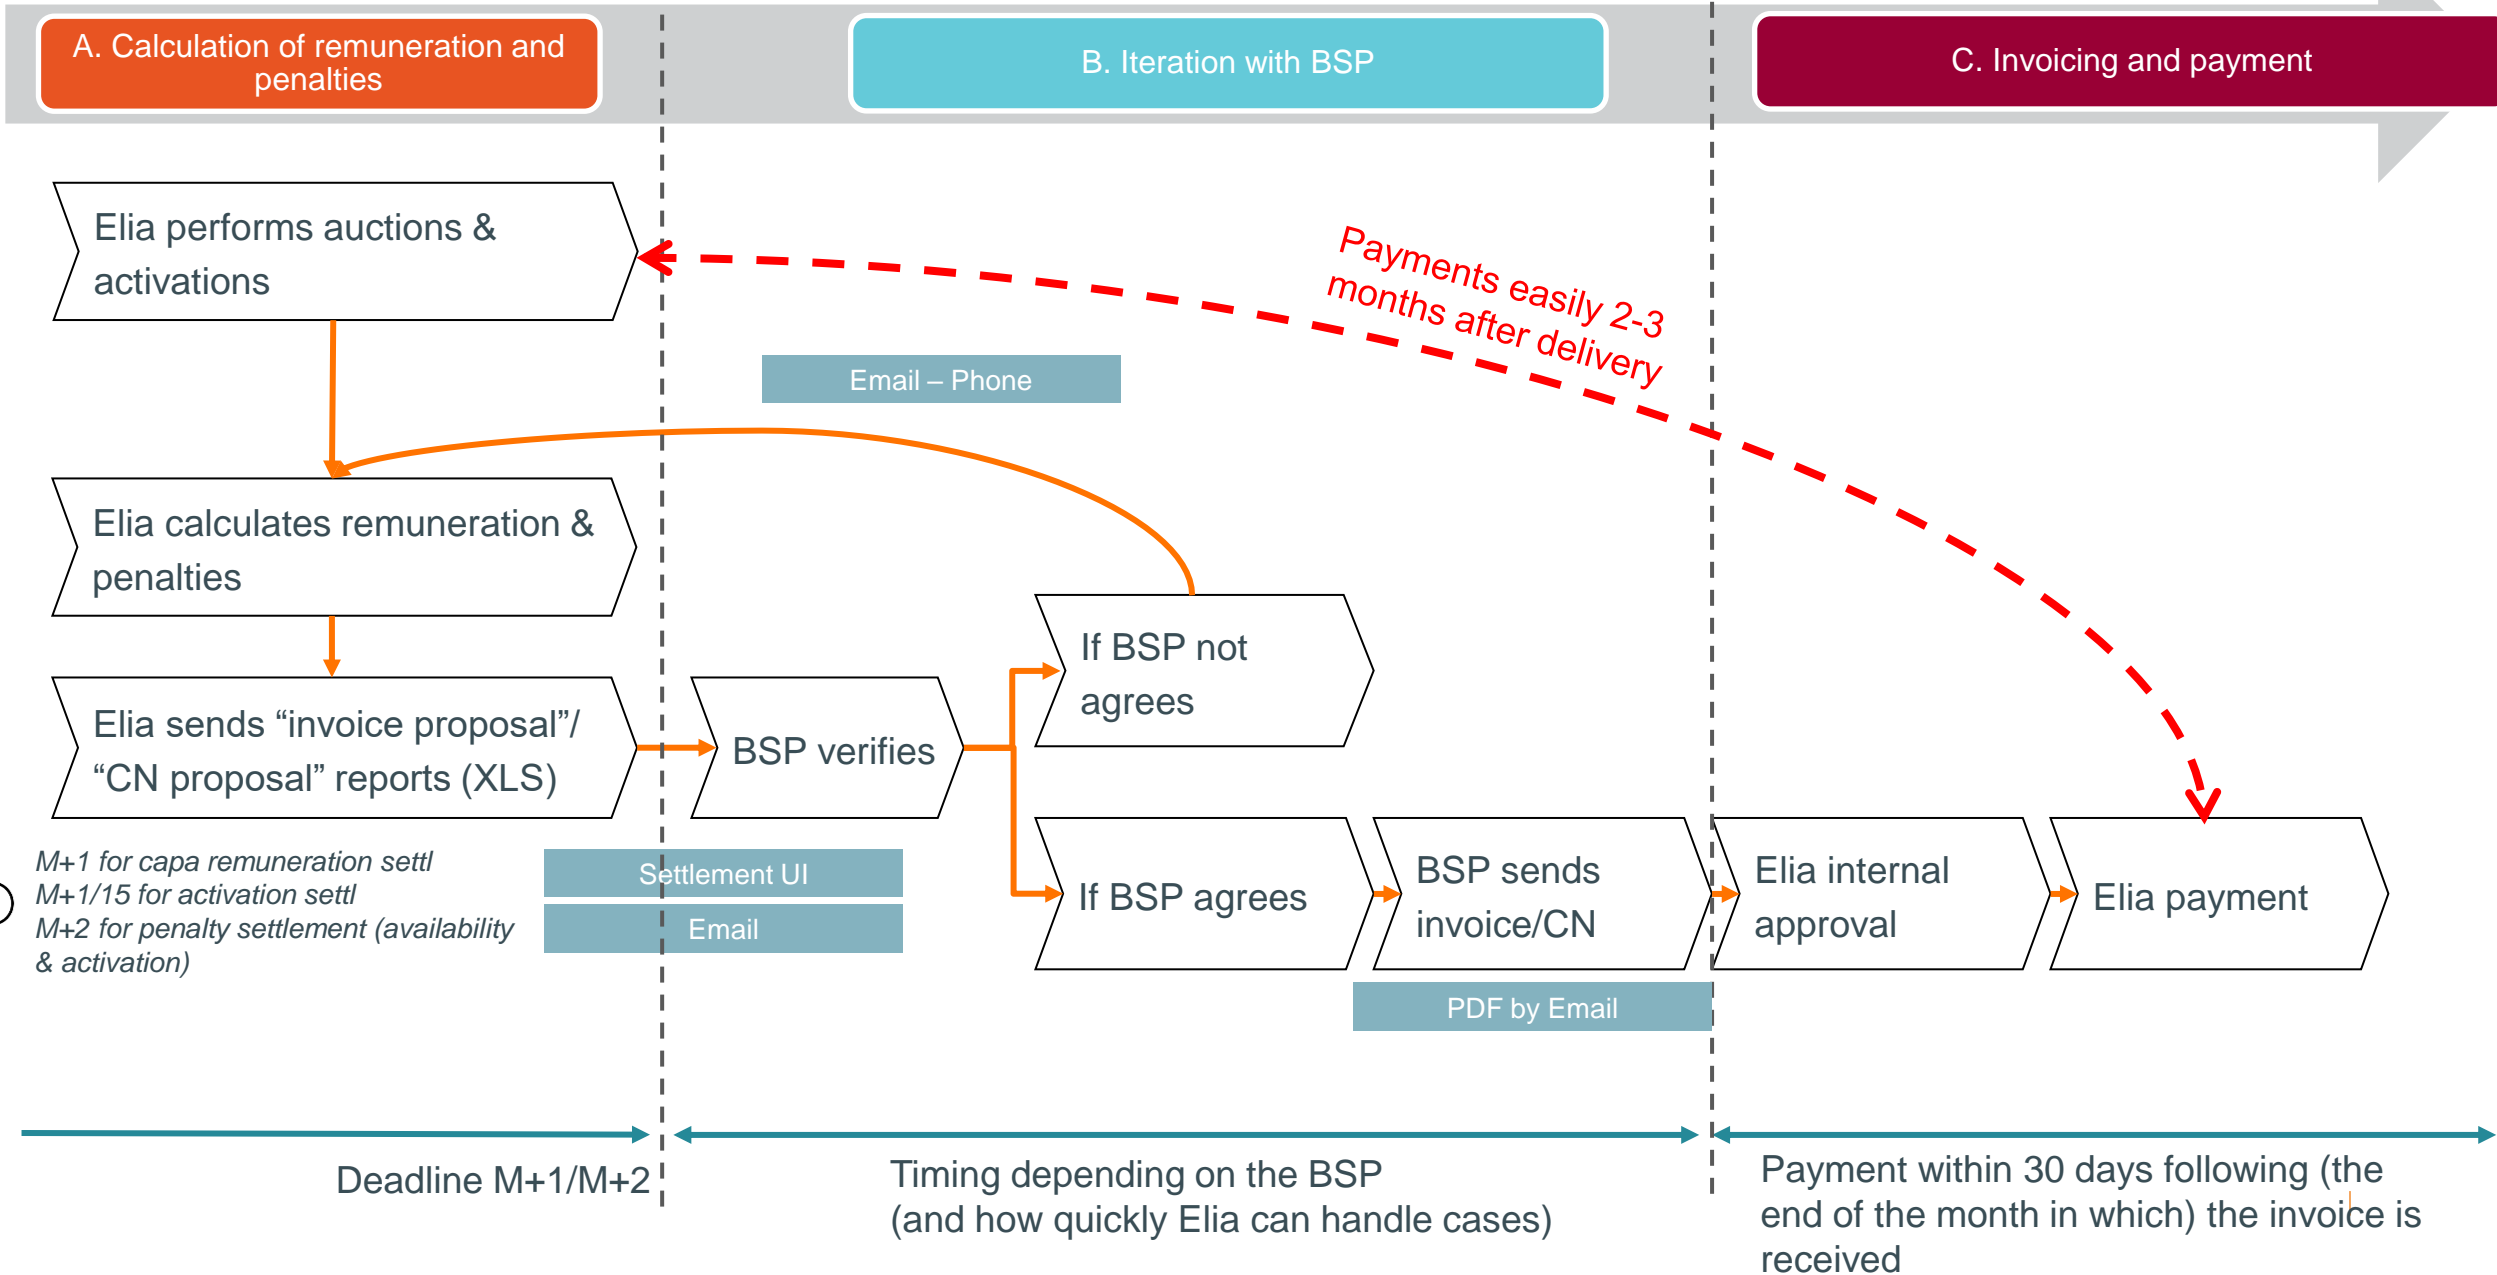 A. Calculation of remuneration and
penalties
B. Iteration with BSP
C. Invoicing and payment
Elia performs auctions &
activations
Payments easily 2-3
months after delivery
Email – Phone
Elia calculates remuneration &
penalties
If BSP not
agrees
Elia sends “invoice proposal”/
“CN proposal” reports (XLS)
BSP verifies
M+1 for capa remuneration settl
M+1/15 for activation settl
M+2 for penalty settlement (availability
& activation)
Settlement UI
Email
If BSP agrees
BSP sends
invoice/CN
Elia internal
approval
Elia payment
PDF by Email
Deadline M+1/M+2
Timing depending on the BSP
(and how quickly Elia can handle cases)
Payment within 30 days following (the
end of the month in which) the invoice is
received